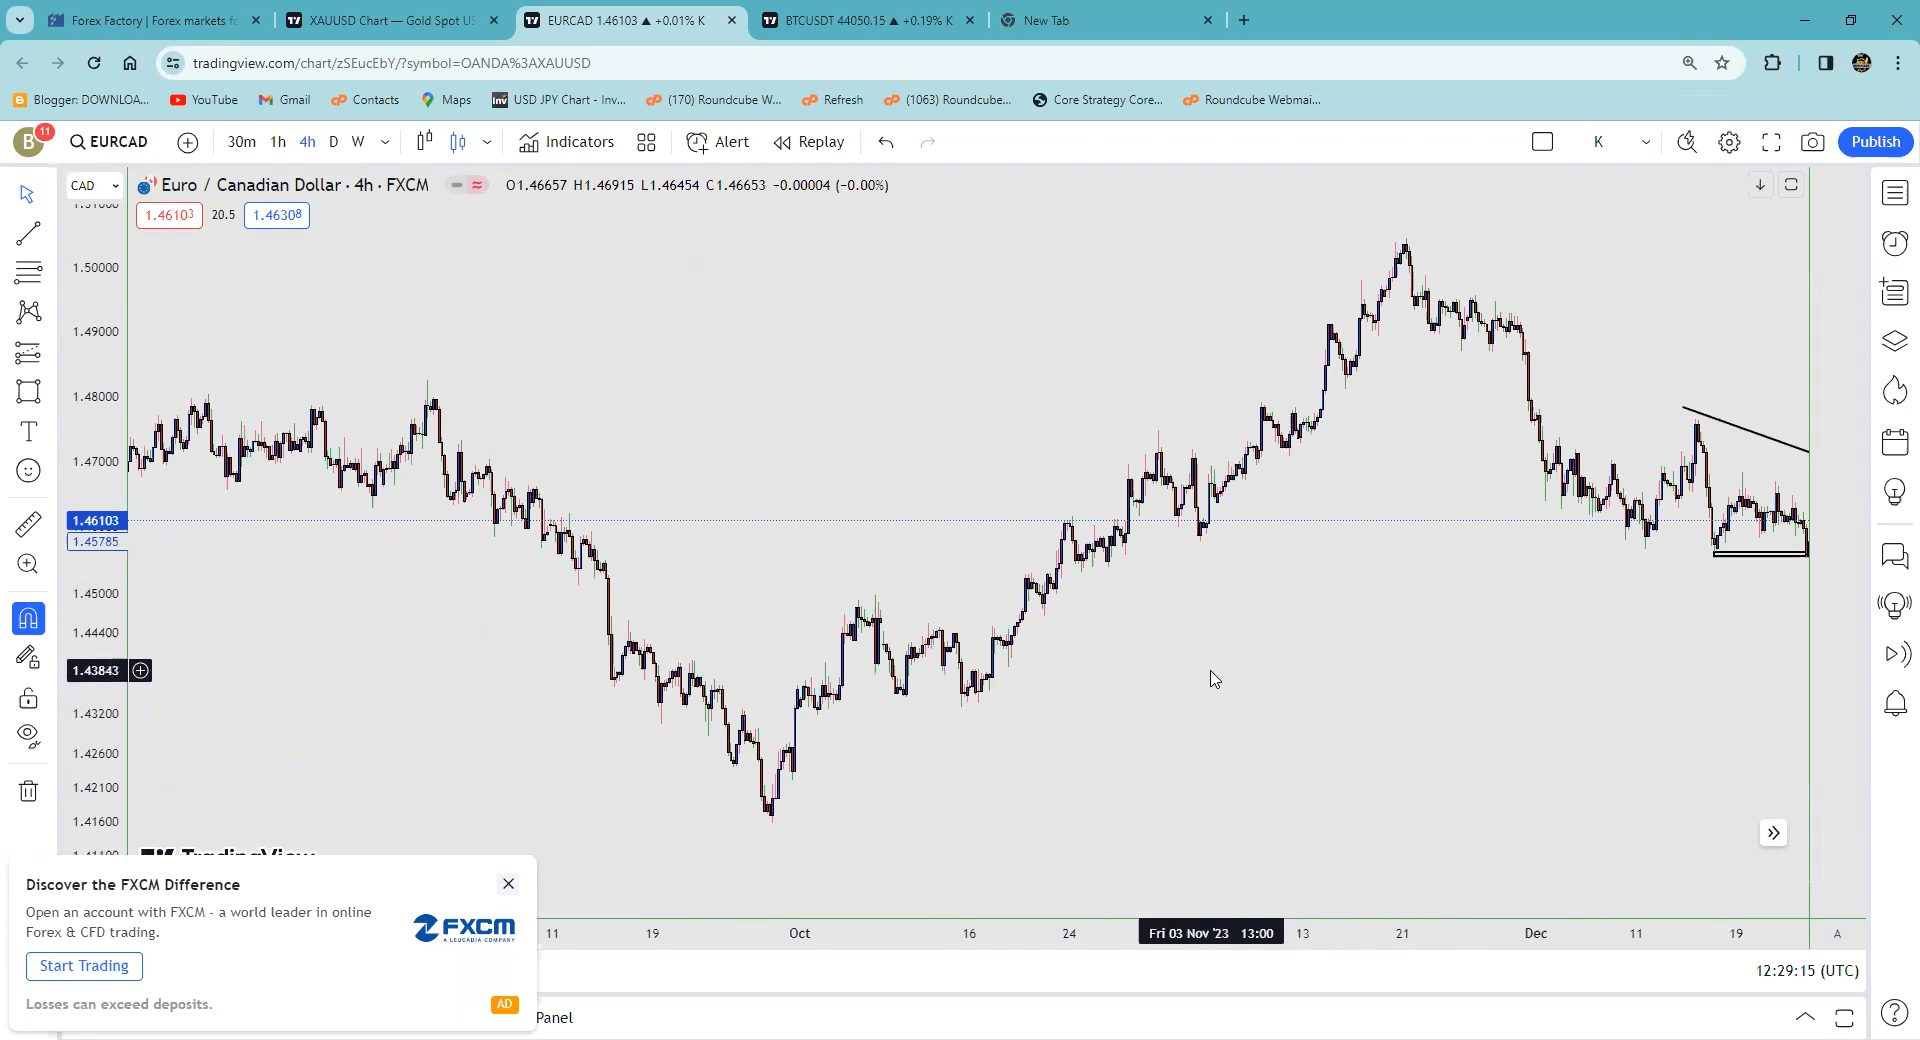 Forex Factory | Forex markets fo
XAUUSD Chart — Gold Spot US
EURCAD 1.46103 ▲ +0.01% K
BTCUSDT 44050.15 ▲ +0.19% K
New Tab
tradingview.com/chart/zSEucEbY/?symbol=OANDA%3AXAUUSD
Blogger: DOWNLOA...
YouTube
Gmail
Contacts
Maps
USD JPY Chart - Inv...
(170) Roundcube W...
Refresh
(1063) Roundcube...
Core Strategy Core...
Roundcube Webmai...
B
11
EURCAD
30m
1h
4h
D
W
Indicators
Alert
Replay
K
Publish
CAD
Euro / Canadian Dollar · 4h · FXCM
O1.46657 H1.46915 L1.46454 C1.46653 −0.00004 (−0.00%)
1.46103
20.5
1.46308
1.50000
1.49000
1.48000
1.47000
1.46103
1.45785
1.45000
1.44400
1.43843
1.43200
1.42600
1.42100
1.41600
TradingView
Discover the FXCM Difference
Open an account with FXCM - a world leader in online
Forex & CFD trading.
FXCM
A LEUCADIA COMPANY
Start Trading
Losses can exceed deposits.
AD
11
19
Oct
16
24
Fri 03 Nov '23 13:00
13
21
Dec
11
19
A
12:29:15 (UTC)
Panel